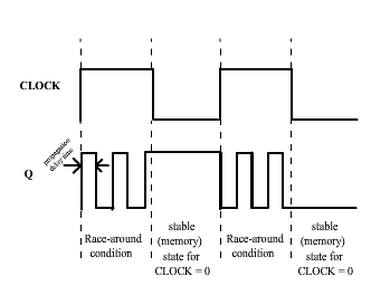 CLOCK
propagation
delay time
Q
Race-around
condition
stable
(memory)
state for
CLOCK = 0
Race-around
condition
stable
(memory)
state for
CLOCK = 0